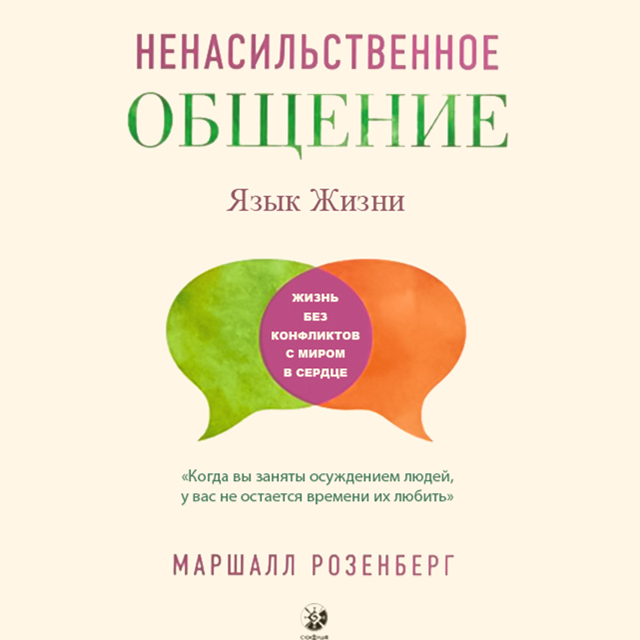 НЕНАСИЛЬСТВЕННОЕ
ОБЩЕНИЕ
Язык Жизни
ЖИЗНЬ
БЕЗ
КОНФЛИКТОВ
С МИРОМ
В СЕРДЦЕ
«Когда вы заняты осуждением людей,
у вас не остается времени их любить»
МАРШАЛЛ РОЗЕНБЕРГ
СОФИЯ